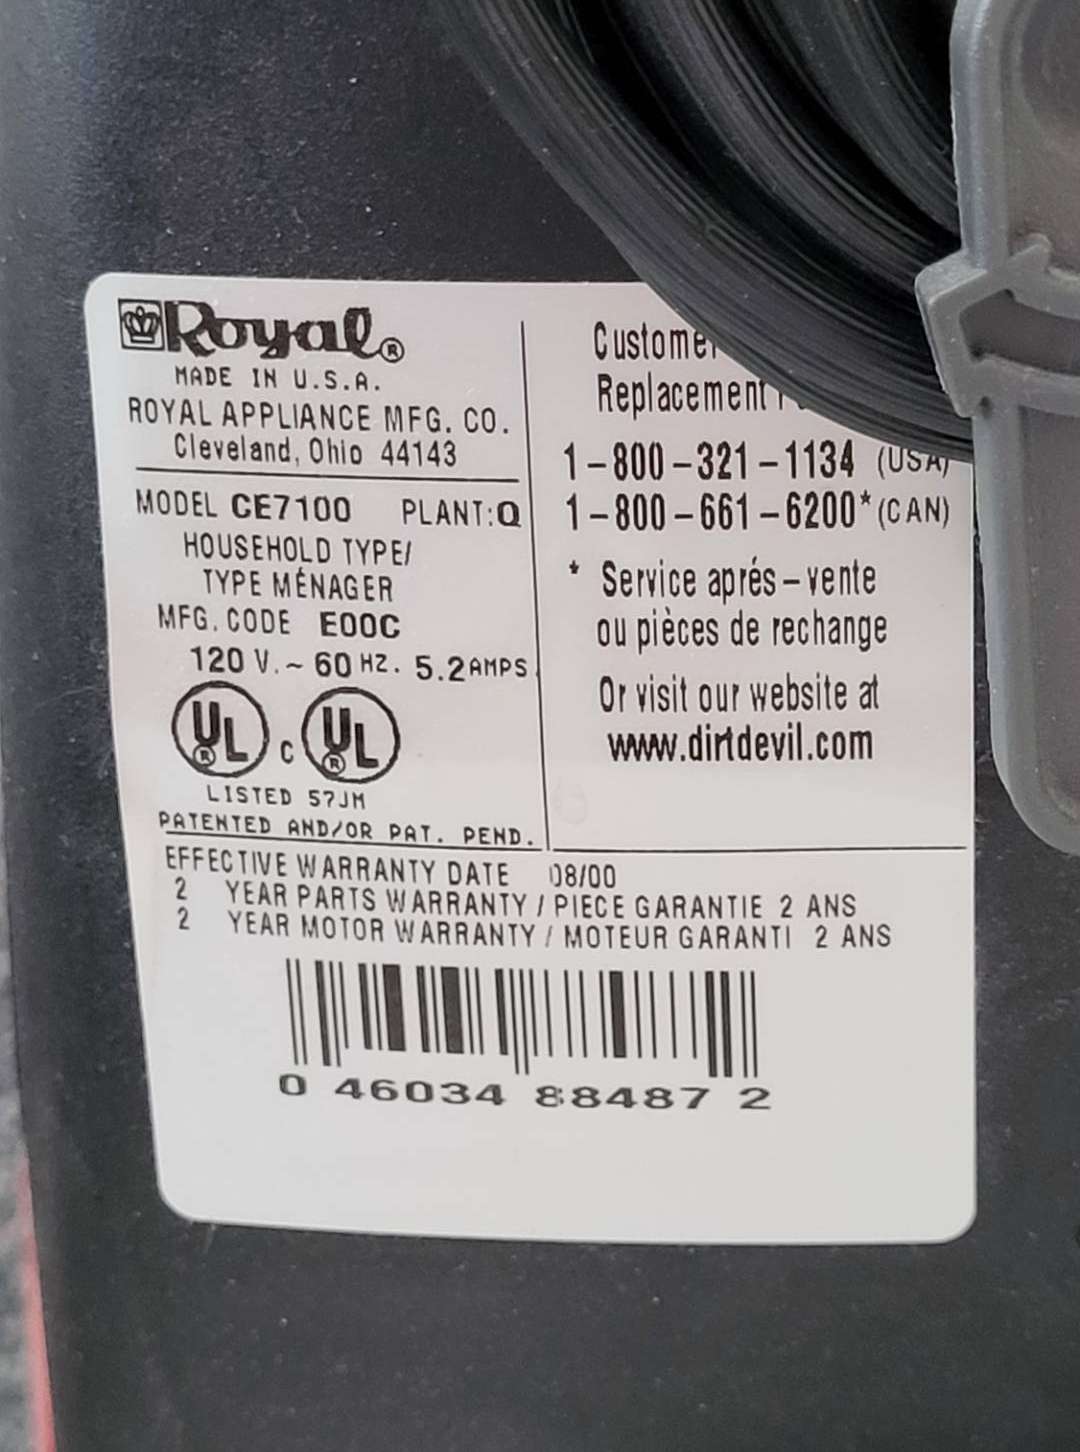 Royal®
MADE IN U.S.A.
ROYAL APPLIANCE MFG. CO.
Cleveland, Ohio 44143
MODEL CE7100 PLANT:Q
HOUSEHOLD TYPE/
TYPE MÉNAGER
MFG. CODE E00C
120 V.~ 60 HZ. 5.2 AMPS
UL® C UL®
LISTED 57JM
PATENTED AND/OR PAT. PEND.
Customer
Replacement
1-800-321-1134 (USA)
1-800-661-6200* (CAN)
* Service aprés-vente
ou pièces de rechange
Or visit our website at
www.dirtdevil.com
EFFECTIVE WARRANTY DATE 08/00
2 YEAR PARTS WARRANTY / PIECE GARANTIE 2 ANS
2 YEAR MOTOR WARRANTY / MOTEUR GARANTI 2 ANS
0 46034 88487 2